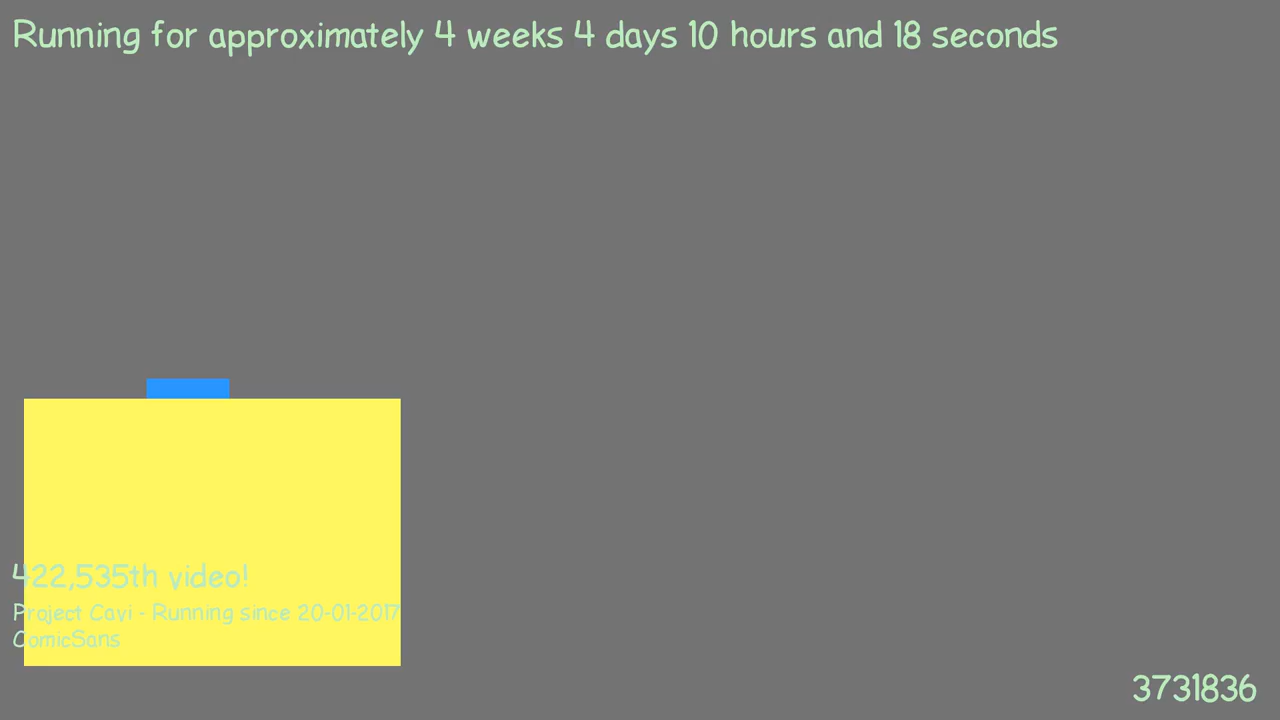 Running for approximately 4 weeks 4 days 10 hours and 18 seconds
422,535th video!
Project Cayi - Running since 20-01-2017
ComicSans
3731836